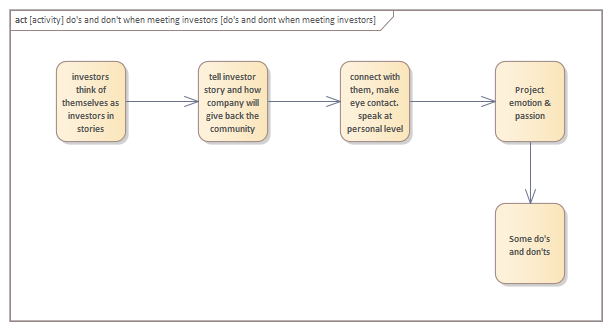 act [activity] do's and don't when meeting investors [do's and dont when meeting investors]
investors
think of
themselves as
investors in
stories
tell investor
story and how
company will
give back the
community
connect with
them, make
eye contact.
speak at
personal level
Project
emotion &
passion
Some do's
and don'ts